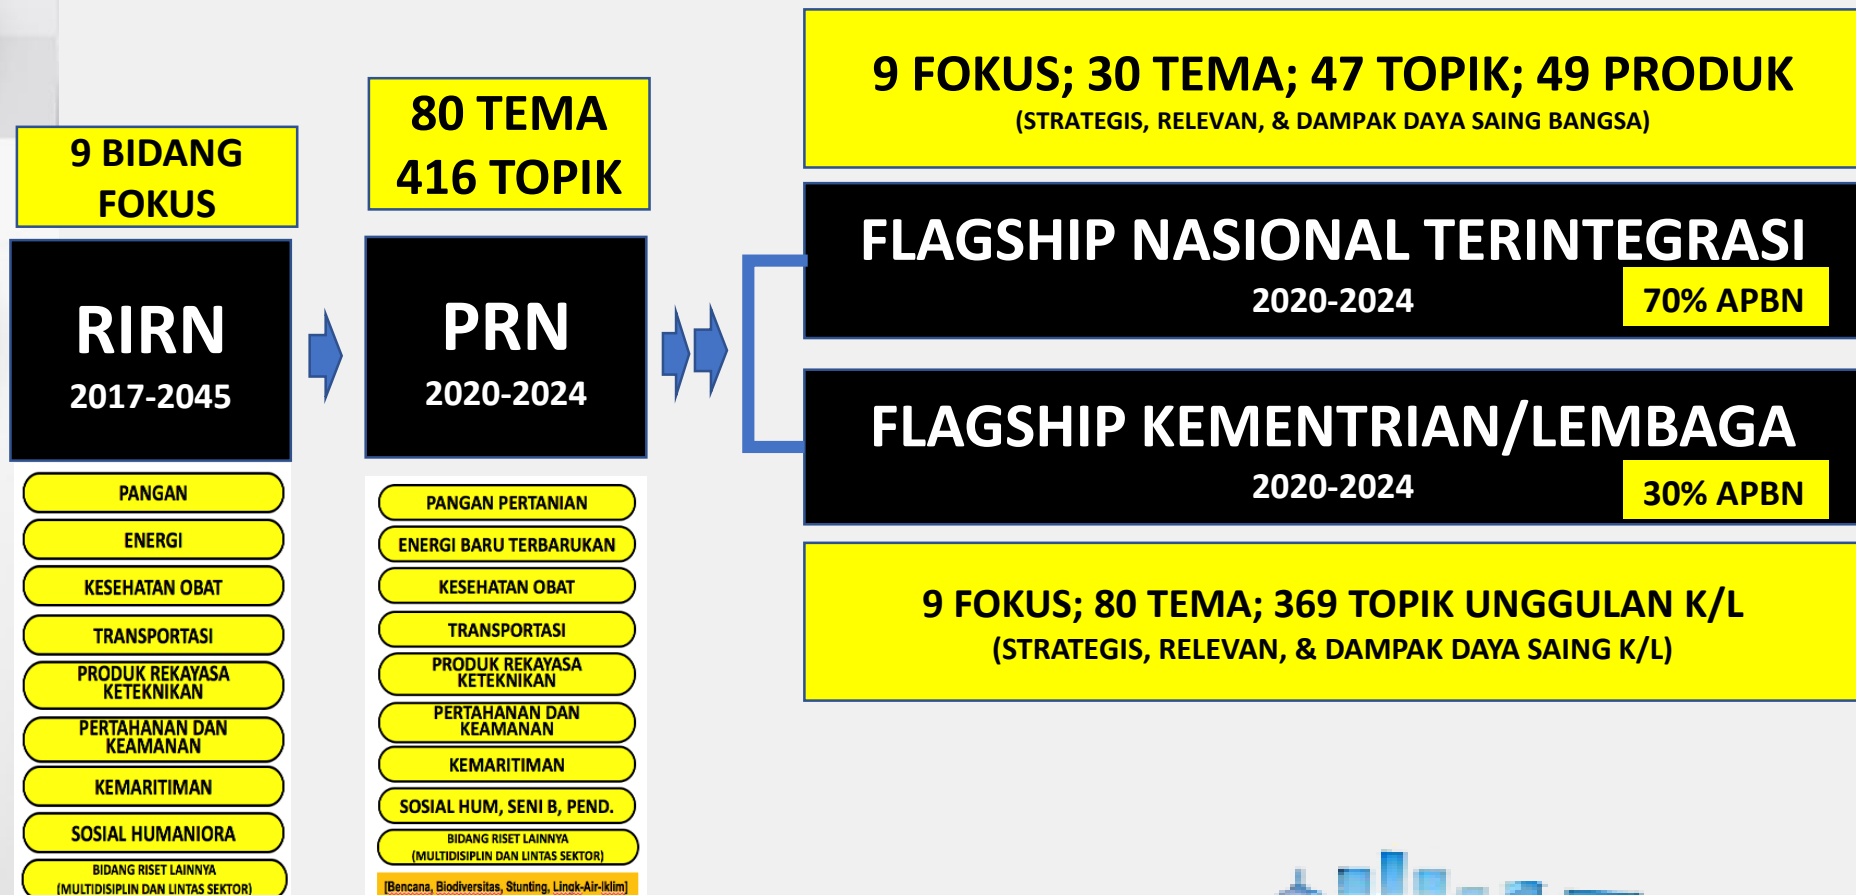 9 BIDANG
FOKUS
RIRN
2017-2045
PANGAN
ENERGI
KESEHATAN OBAT
TRANSPORTASI
PRODUK REKAYASA
KETEKNIKAN
PERTAHANAN DAN
KEAMANAN
KEMARITIMAN
SOSIAL HUMANIORA
BIDANG RISET LAINNYA
(MULTIDISIPLIN DAN LINTAS SEKTOR)
80 TEMA
416 TOPIK
PRN
2020-2024
PANGAN PERTANIAN
ENERGI BARU TERBARUKAN
KESEHATAN OBAT
TRANSPORTASI
PRODUK REKAYASA
KETEKNIKAN
PERTAHANAN DAN
KEAMANAN
KEMARITIMAN
SOSIAL HUM, SENI B, PEND.
BIDANG RISET LAINNYA
(MULTIDISIPLIN DAN LINTAS SEKTOR)
[Bencana, Biodiversitas, Stunting, Lingk-Air-Iklim]
9 FOKUS; 30 TEMA; 47 TOPIK; 49 PRODUK
(STRATEGIS, RELEVAN, & DAMPAK DAYA SAING BANGSA)
FLAGSHIP NASIONAL TERINTEGRASI
2020-2024
70% APBN
FLAGSHIP KEMENTRIAN/LEMBAGA
2020-2024
30% APBN
9 FOKUS; 80 TEMA; 369 TOPIK UNGGULAN K/L
(STRATEGIS, RELEVAN, & DAMPAK DAYA SAING K/L)